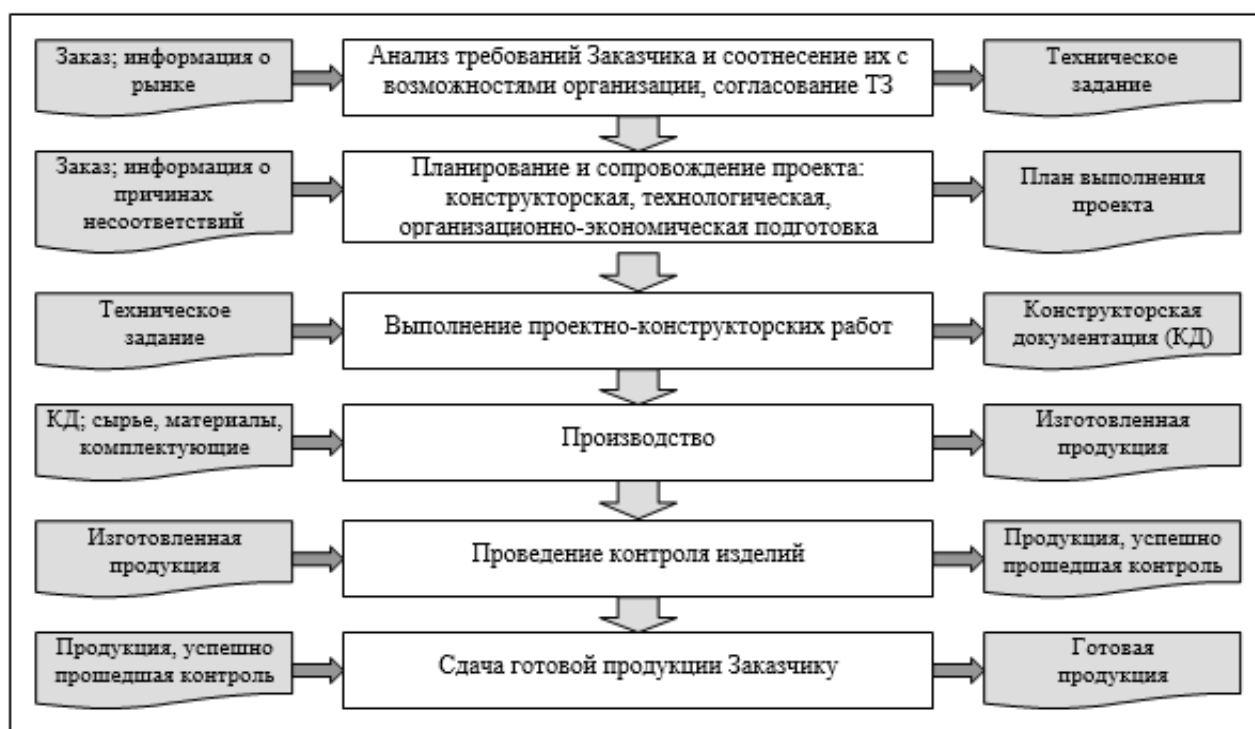 Заказ; информация о
рынке
Анализ требований Заказчика и соотнесение их с
возможностями организации, согласование ТЗ
Техническое
задание
Заказ; информация о
причинах
несоответствий
Планирование и сопровождение проекта:
конструкторская, технологическая,
организационно-экономическая подготовка
План выполнения
проекта
Техническое
задание
Выполнение проектно-конструкторских работ
Конструкторская
документация (КД)
КД; сырье, материалы,
комплектующие
Производство
Изготовленная
продукция
Изготовленная
продукция
Проведение контроля изделий
Продукция, успешно
прошедшая контроль
Продукция, успешно
прошедшая контроль
Сдача готовой продукции Заказчику
Готовая
продукция